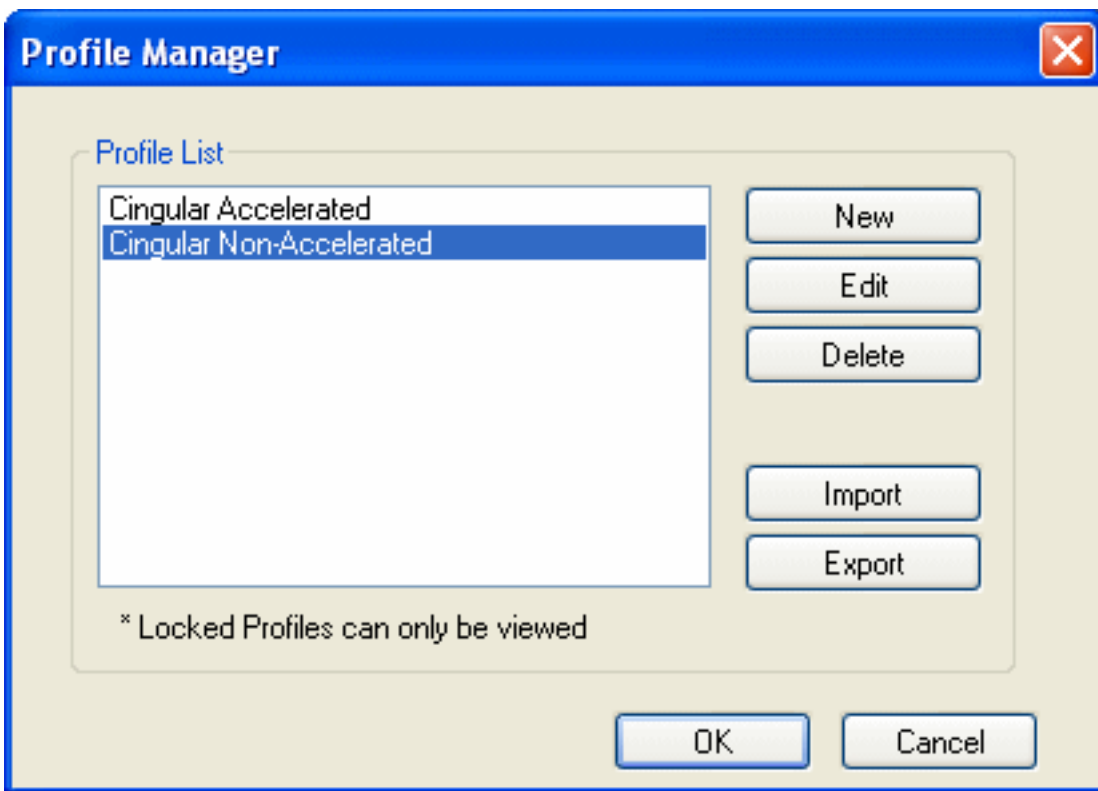 Profile Manager
Profile List
Cingular Accelerated
Cingular Non-Accelerated
New
Edit
Delete
Import
Export
* Locked Profiles can only be viewed
OK
Cancel